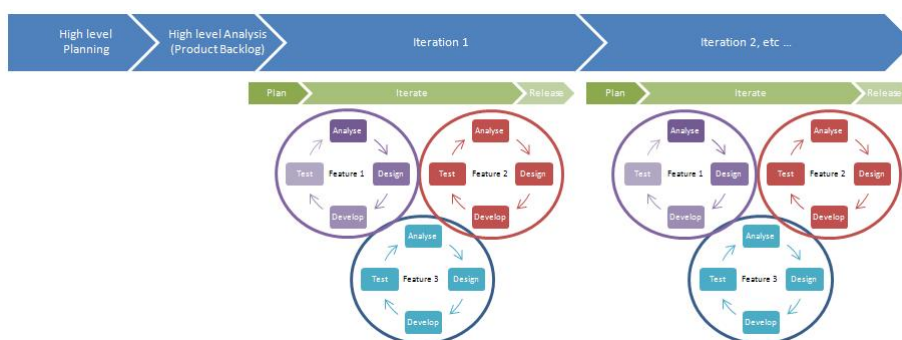 High level
Planning
High level Analysis
(Product Backlog)
Iteration 1
Iteration 2, etc ...
Plan
Iterate
Release
Plan
Iterate
Release
Analyse
Test
Feature 1
Design
Develop
Analyse
Test
Feature 2
Design
Develop
Analyse
Test
Feature 3
Design
Develop
Analyse
Test
Feature 1
Design
Develop
Analyse
Test
Feature 2
Design
Develop
Analyse
Test
Feature 3
Design
Develop